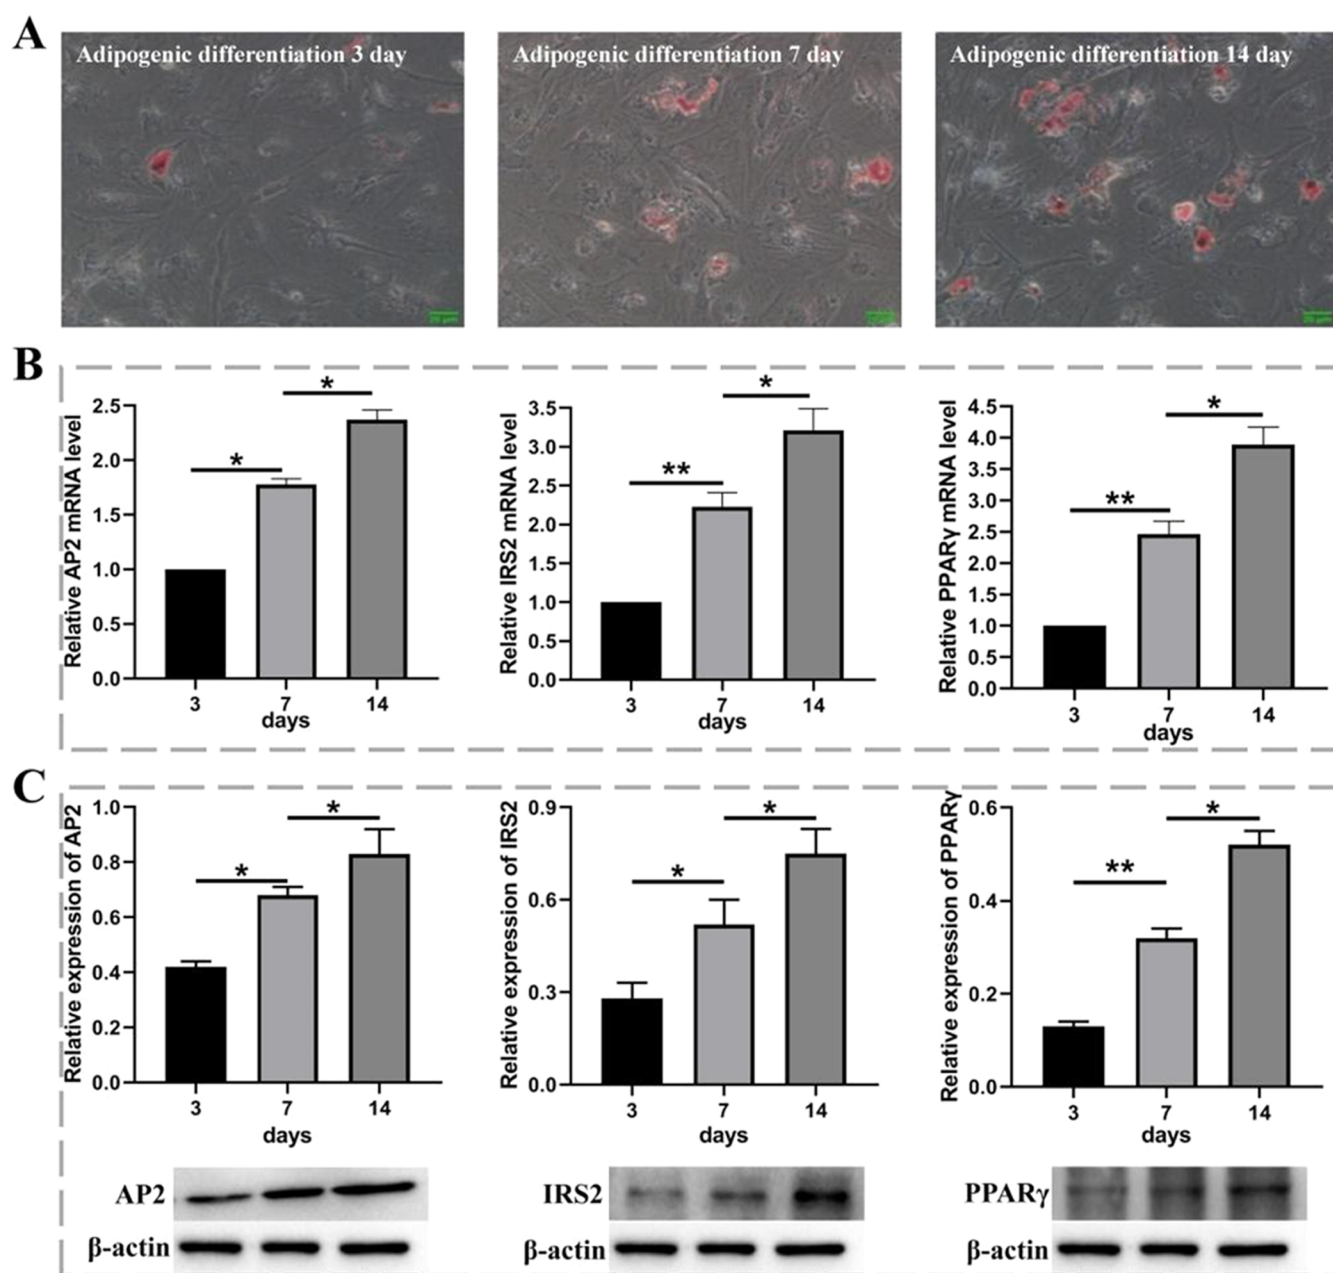 A
Adipogenic differentiation 3 day
Adipogenic differentiation 7 day
Adipogenic differentiation 14 day
20 μm
20 μm
B
Relative AP2 mRNA level
2.5
2.0
1.5
1.0
0.5
0.0
*
*
3
7
14
days
Relative IRS2 mRNA level
3.5
3.0
2.5
2.0
1.5
1.0
0.5
0.0
**
*
3
7
14
days
Relative PPARγ mRNA level
4.5
4.0
3.5
3.0
2.5
2.0
1.5
1.0
0.5
0.0
**
*
3
7
14
days
C
Relative expression of AP2
1.0
0.8
0.6
0.4
0.2
0.0
*
*
3
7
14
days
Relative expression of IRS2
0.9
0.6
0.3
0.0
*
*
3
7
14
days
Relative expression of PPARγ
0.6
0.4
0.2
0.0
**
*
3
7
14
days
AP2
β-actin
IRS2
β-actin
PPARγ
β-actin